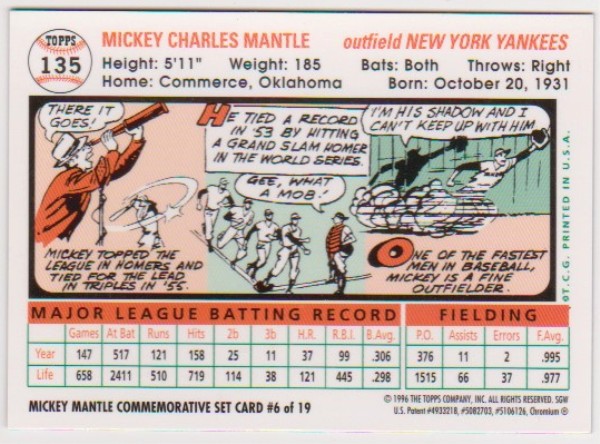 TOPPS
135
MICKEY CHARLES MANTLE
outfield NEW YORK YANKEES
Height: 5'11" Weight: 185 Bats: Both Throws: Right
Home: Commerce, Oklahoma Born: October 20, 1931
THERE IT
GOES!
MICKEY TOPPED THE
LEAGUE IN HOMERS AND
TIED FOR THE LEAD
IN TRIPLES IN '55.
HE TIED A RECORD
IN '53 BY HITTING
A GRAND SLAM HOMER
IN THE WORLD SERIES.
GEE, WHAT
A MOB!
I'M HIS SHADOW AND I
CAN'T KEEP UP WITH HIM
ONE OF THE FASTEST
MEN IN BASEBALL,
MICKEY IS A FINE
OUTFIELDER.
©T.C.G. PRINTED IN U.S.A.
MAJOR LEAGUE BATTING RECORD FIELDING
Games At Bat Runs Hits 2b 3b H.R. R.B.I. B.Avg. P.O. Assists Errors F.Avg.
Year 147 517 121 158 25 11 37 99 .306 376 11 2 .995
Life 658 2411 510 719 114 38 121 445 .298 1515 66 37 .977
MICKEY MANTLE COMMEMORATIVE SET CARD #6 of 19
© 1996 THE TOPPS COMPANY, INC. ALL RIGHTS RESERVED. SGW
U.S. Patent #4933218, #5082703, #5106126, Chromium ®